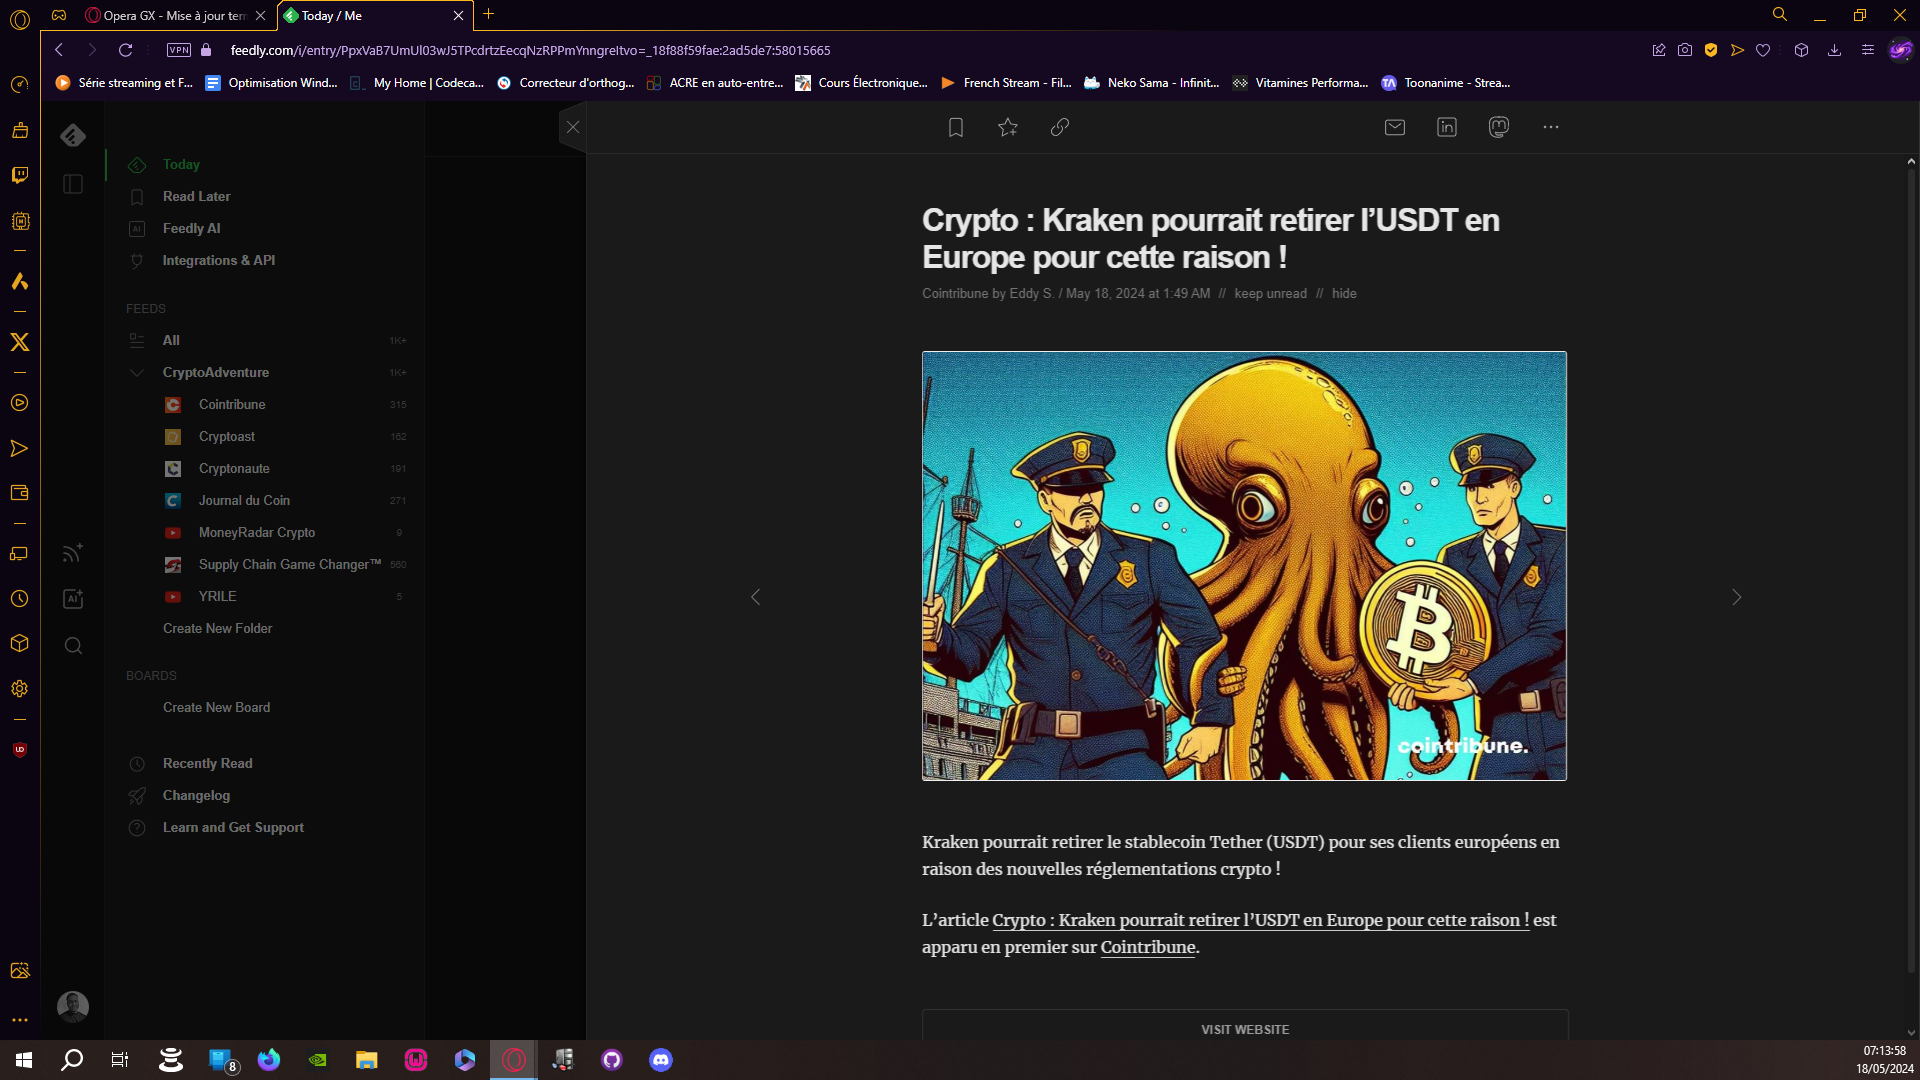 Opera GX - Mise à jour tern
Today / Me
VPN
feedly.com/i/entry/PpxVaB7UmUl03wJ5TPcdrtzEecqNzRPPmYnngreItvo=_18f88f59fae:2ad5de7:58015665
Série streaming et F...
Optimisation Wind...
My Home | Codeca...
Correcteur d'orthog...
ACRE en auto-entre...
Cours Électronique...
French Stream - Fil...
Neko Sama - Infinit...
Vitamines Performa...
Toonanime - Strea...
Today
Read Later
AI
Feedly AI
Integrations & API
FEEDS
All 1K+
CryptoAdventure 1K+
Cointribune 315
Cryptoast 162
Cryptonaute 191
Journal du Coin 271
MoneyRadar Crypto 9
Supply Chain Game Changer™ 560
YRILE 5
Create New Folder
BOARDS
Create New Board
Recently Read
Changelog
Learn and Get Support
Crypto : Kraken pourrait retirer l’USDT en
Europe pour cette raison !
Cointribune by Eddy S. / May 18, 2024 at 1:49 AM // keep unread // hide
cointribune.
Kraken pourrait retirer le stablecoin Tether (USDT) pour ses clients européens en
raison des nouvelles réglementations crypto !
L’article Crypto : Kraken pourrait retirer l’USDT en Europe pour cette raison ! est
apparu en premier sur Cointribune.
VISIT WEBSITE
8
07:13:58
18/05/2024